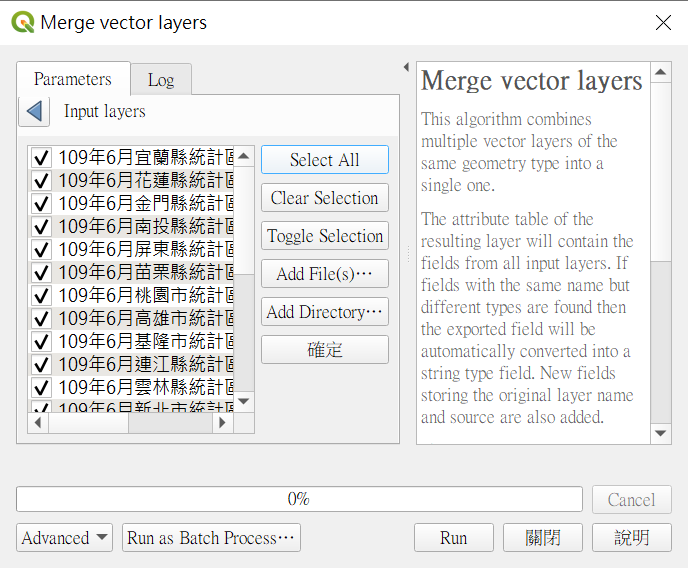 Merge vector layers
Parameters
Log
Input layers
109年6月宜蘭縣統計區
109年6月花蓮縣統計區
109年6月金門縣統計區
109年6月南投縣統計區
109年6月屏東縣統計區
109年6月苗栗縣統計區
109年6月桃園市統計區
109年6月高雄市統計區
109年6月基隆市統計區
109年6月連江縣統計區
109年6月雲林縣統計區
109年6月新北市統計區
Select All
Clear Selection
Toggle Selection
Add File(s)…
Add Directory…
確定
Merge vector layers
This algorithm combines
multiple vector layers of the
same geometry type into a
single one.
The attribute table of the
resulting layer will contain the
fields from all input layers. If
fields with the same name but
different types are found then
the exported field will be
automatically converted into a
string type field. New fields
storing the original layer name
and source are also added.
0%
Cancel
Advanced
Run as Batch Process…
Run
關閉
說明